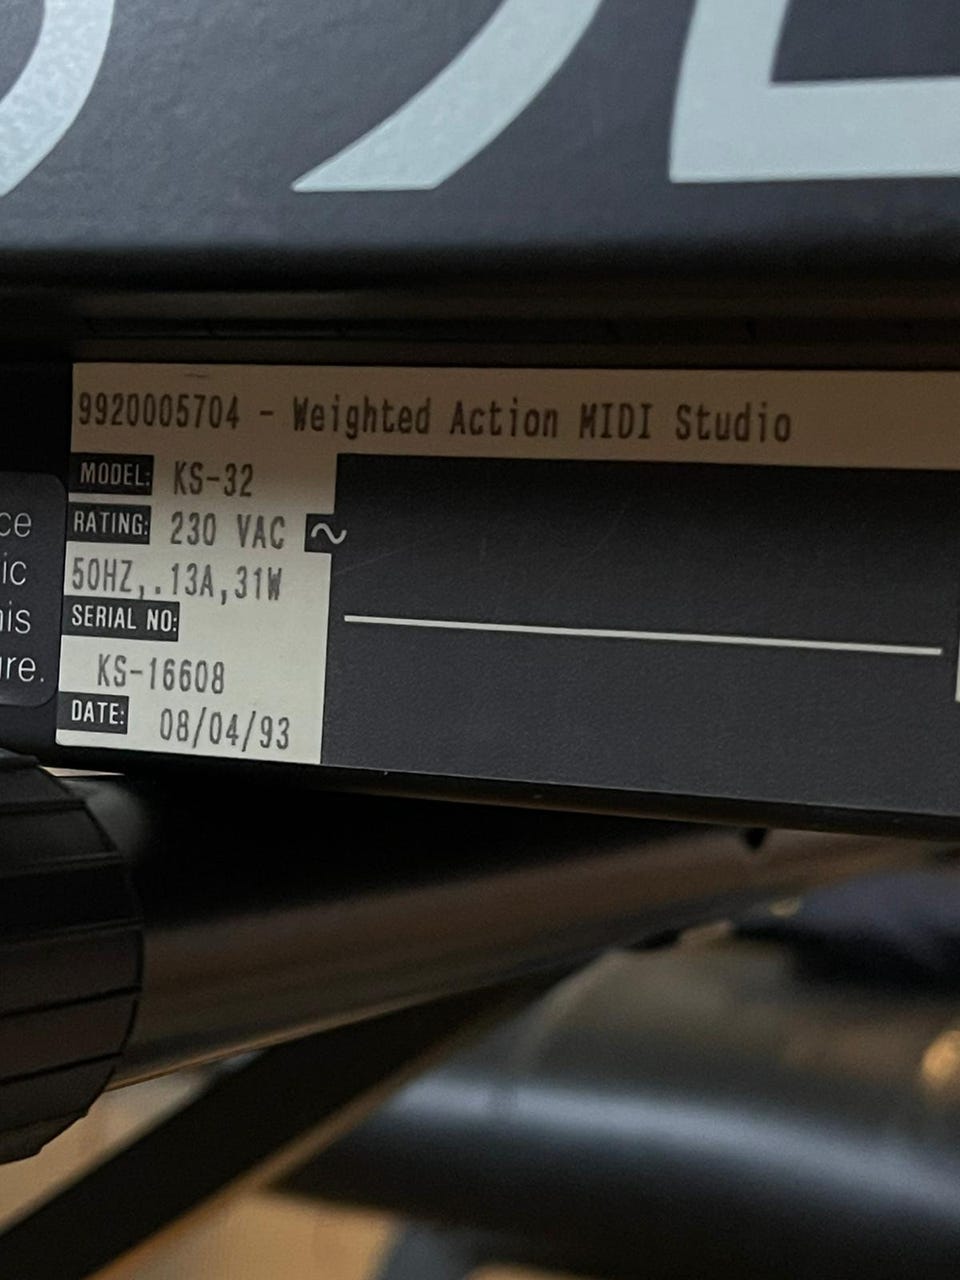 9920005704 - Weighted Action MIDI Studio
MODEL: KS-32
RATING: 230 VAC ~
50HZ,.13A,31W
SERIAL NO:
KS-16608
DATE: 08/04/93